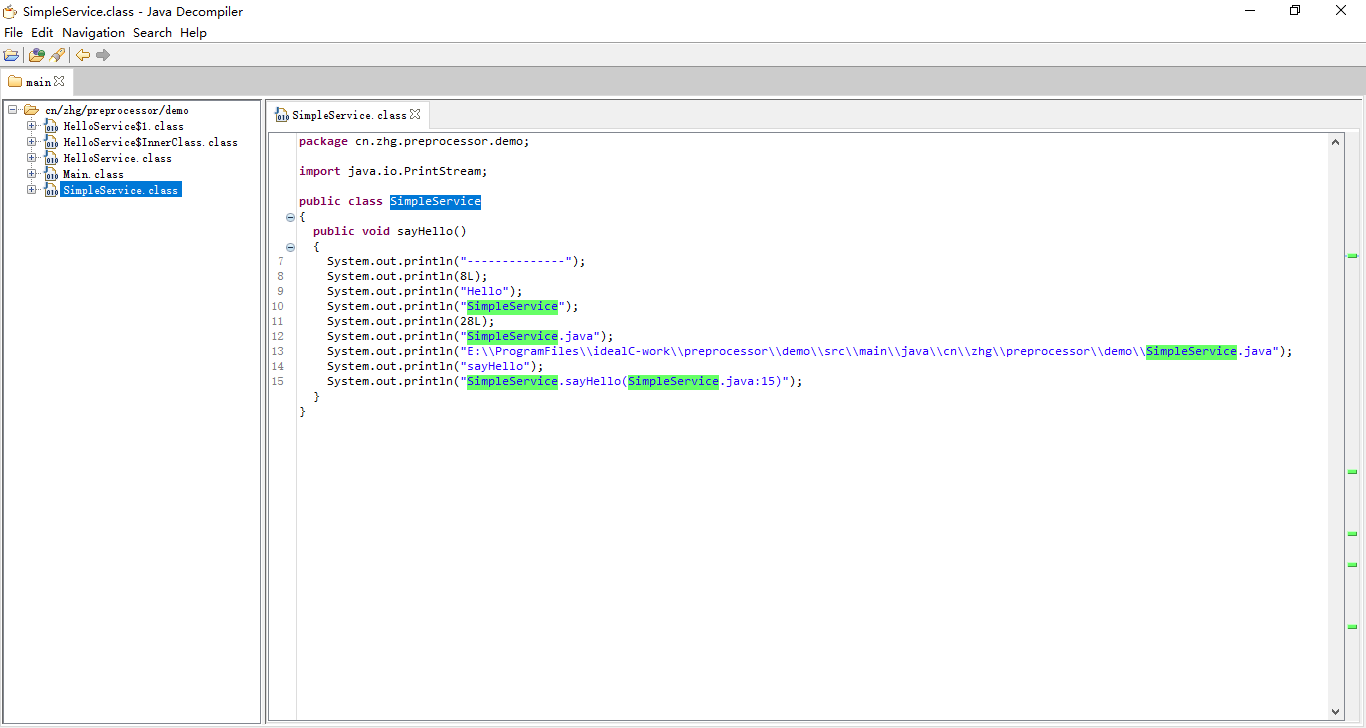 SimpleService.class - Java Decompiler
File Edit Navigation Search Help
main
cn/zhg/preprocessor/demo
HelloService$1.class
HelloService$InnerClass.class
HelloService.class
Main.class
SimpleService.class
SimpleService.class
package cn.zhg.preprocessor.demo;
import java.io.PrintStream;
public class SimpleService
{
public void sayHello()
{
7 System.out.println("--------------");
8 System.out.println(8L);
9 System.out.println("Hello");
10 System.out.println("SimpleService");
11 System.out.println(28L);
12 System.out.println("SimpleService.java");
13 System.out.println("E:\\ProgramFiles\\idealC-work\\preprocessor\\demo\\src\\main\\java\\cn\\zhg\\preprocessor\\demo\\SimpleService.java");
14 System.out.println("sayHello");
15 System.out.println("SimpleService.sayHello(SimpleService.java:15)");
}
}